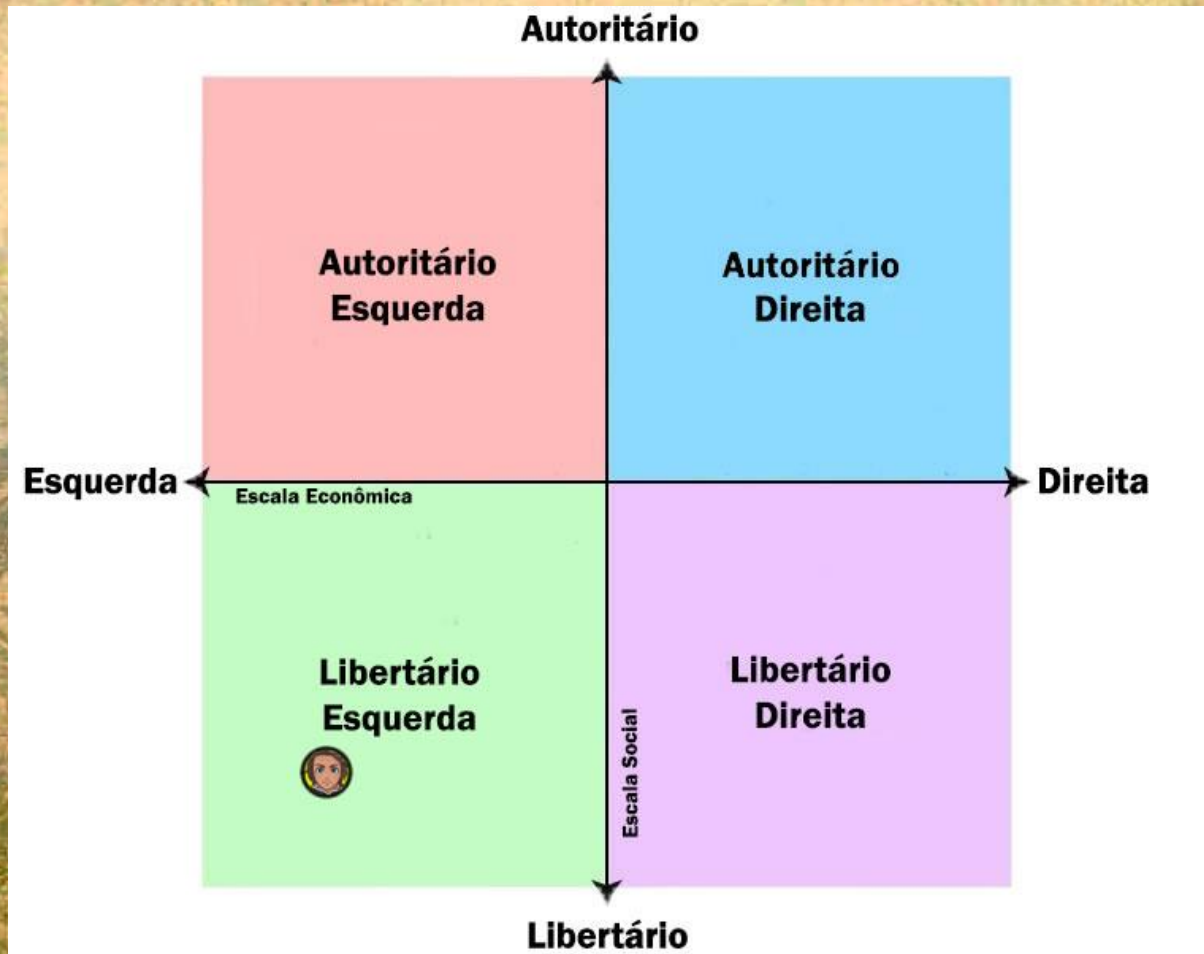 Autoritário
Autoritário
Esquerda
Autoritário
Direita
Esquerda
Direita
Escala Econômica
Libertário
Esquerda
Libertário
Direita
Escala Social
Libertário